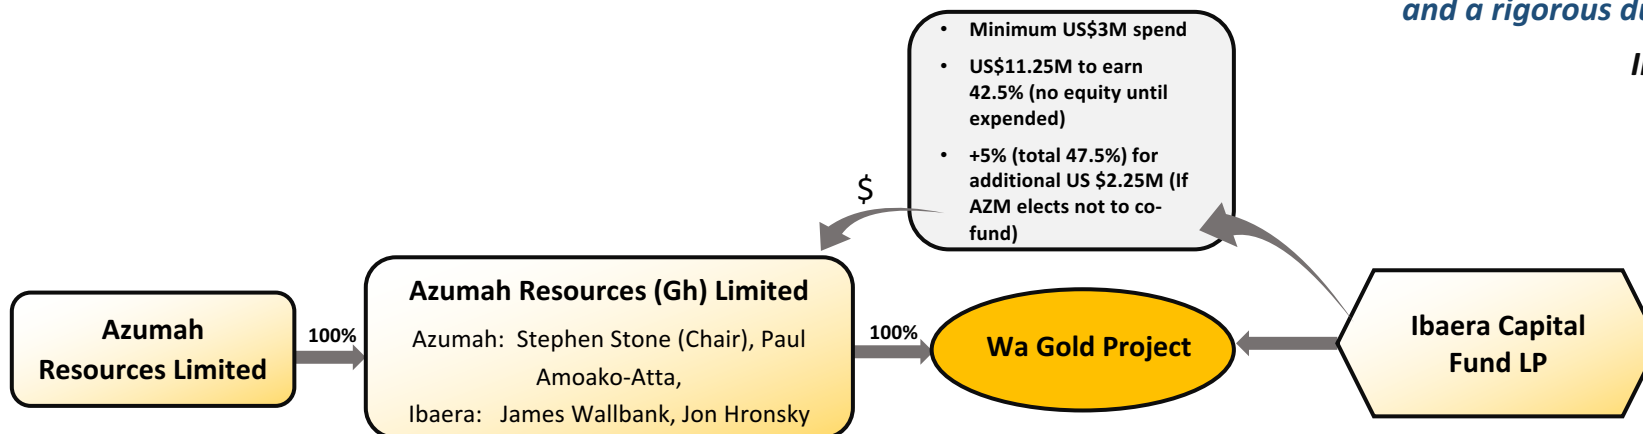 and a rigorous
• Minimum US$3M spend
• US$11.25M to earn
42.5% (no equity until
expended)
• +5% (total 47.5%) for
additional US $2.25M (If
AZM elects not to co-
fund)
$
Azumah
Resources Limited
100%
Azumah Resources (Gh) Limited
Azumah: Stephen Stone (Chair), Paul
Amoako-Atta,
Ibaera: James Wallbank, Jon Hronsky
100%
Wa Gold Project
Ibaera Capital
Fund LP